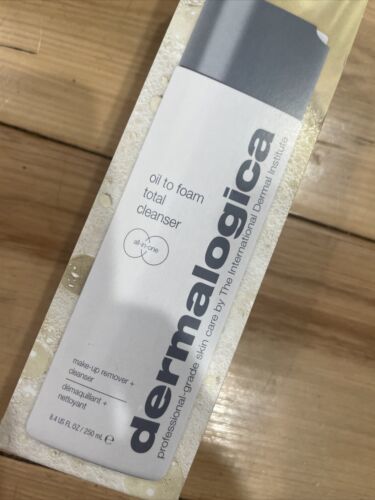 oil to foam
total
cleanser
all-in-one
make-up remover +
cleanser
démaquillant +
nettoyant
8.4 US FL OZ / 250 mL ℮
dermalogica
professional-grade skin care by The International Dermal Institute